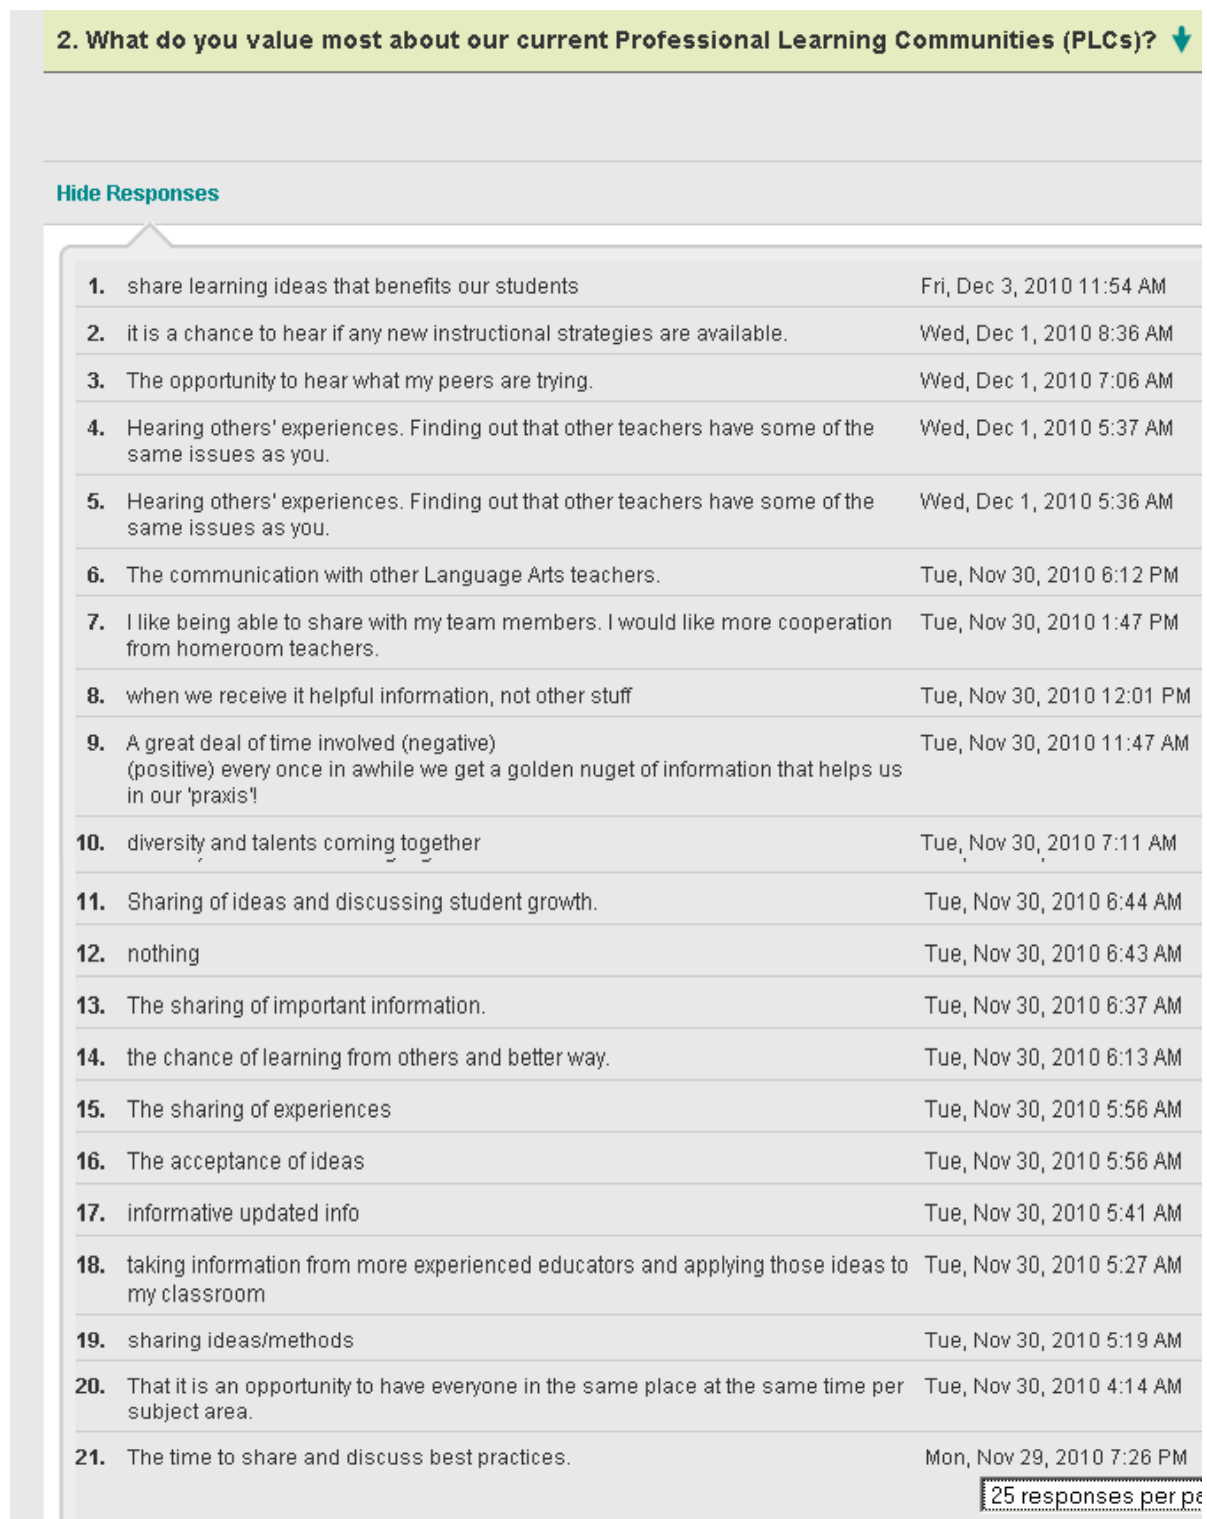 2. What do you value most about our current Professional Learning Communities (PLCs)?
Hide Responses
1. share learning ideas that benefits our students Fri, Dec 3, 2010 11:54 AM
2. it is a chance to hear if any new instructional strategies are available. Wed, Dec 1, 2010 8:36 AM
3. The opportunity to hear what my peers are trying. Wed, Dec 1, 2010 7:06 AM
4. Hearing others' experiences. Finding out that other teachers have some of the Wed, Dec 1, 2010 5:37 AM
same issues as you.
5. Hearing others' experiences. Finding out that other teachers have some of the Wed, Dec 1, 2010 5:36 AM
same issues as you.
6. The communication with other Language Arts teachers. Tue, Nov 30, 2010 6:12 PM
7. I like being able to share with my team members. I would like more cooperation Tue, Nov 30, 2010 1:47 PM
from homeroom teachers.
8. when we receive it helpful information, not other stuff Tue, Nov 30, 2010 12:01 PM
9. A great deal of time involved (negative) Tue, Nov 30, 2010 11:47 AM
(positive) every once in awhile we get a golden nuget of information that helps us
in our 'praxis'!
10. diversity and talents coming together Tue, Nov 30, 2010 7:11 AM
11. Sharing of ideas and discussing student growth. Tue, Nov 30, 2010 6:44 AM
12. nothing Tue, Nov 30, 2010 6:43 AM
13. The sharing of important information. Tue, Nov 30, 2010 6:37 AM
14. the chance of learning from others and better way. Tue, Nov 30, 2010 6:13 AM
15. The sharing of experiences Tue, Nov 30, 2010 5:56 AM
16. The acceptance of ideas Tue, Nov 30, 2010 5:56 AM
17. informative updated info Tue, Nov 30, 2010 5:41 AM
18. taking information from more experienced educators and applying those ideas to Tue, Nov 30, 2010 5:27 AM
my classroom
19. sharing ideas/methods Tue, Nov 30, 2010 5:19 AM
20. That it is an opportunity to have everyone in the same place at the same time per Tue, Nov 30, 2010 4:14 AM
subject area.
21. The time to share and discuss best practices. Mon, Nov 29, 2010 7:26 PM
25 responses per pa